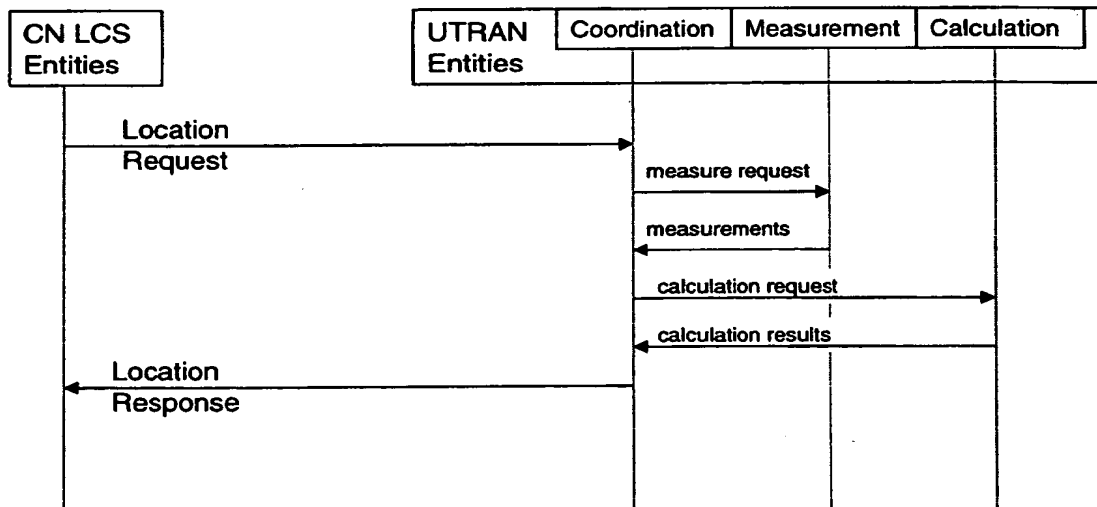 CN LCS
Entities
UTRAN
Entities
Coordination
Measurement
Calculation
Location
Request
measure request
measurements
calculation request
calculation results
Location
Response